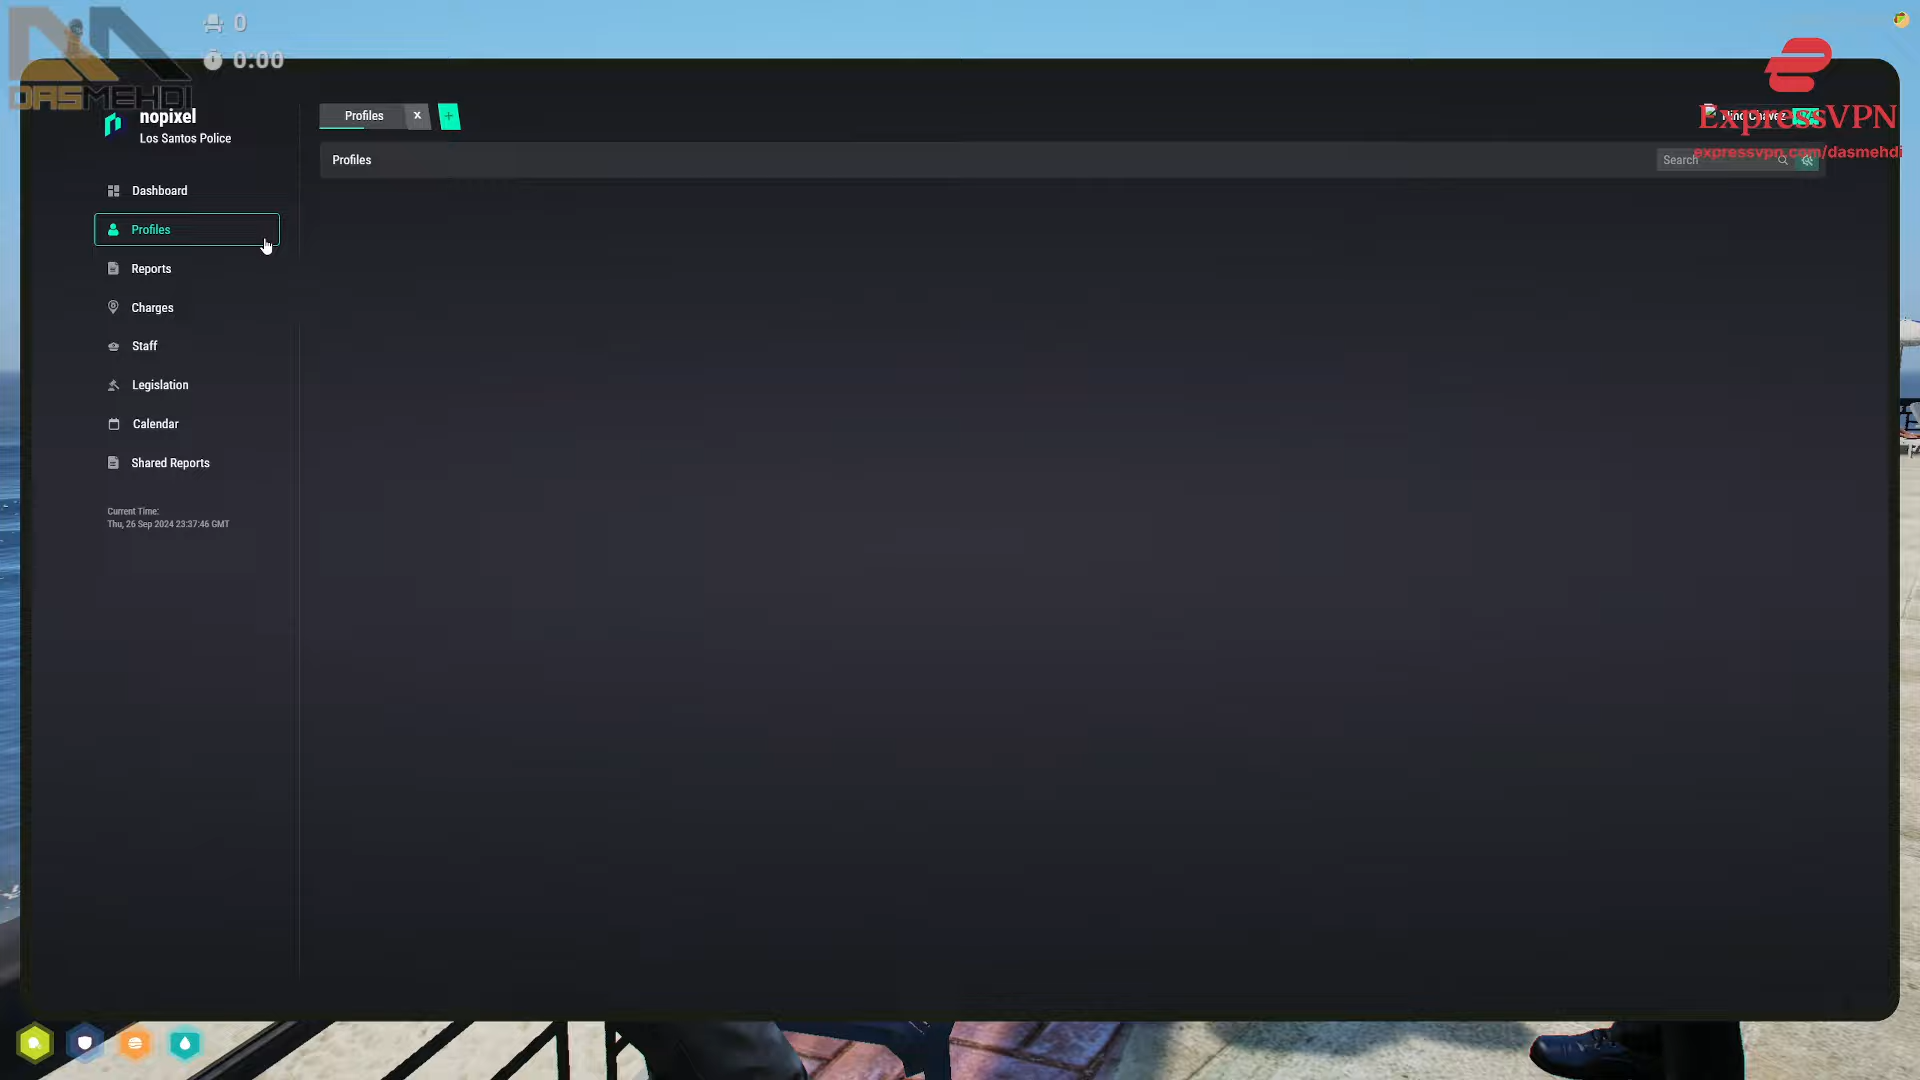 0
0:00
DASMEHDI
nopixel
Los Santos Police
Dashboard
Profiles
Reports
Charges
Staff
Legislation
Calendar
Shared Reports
Current Time:
Thu, 26 Sep 2024 23:37:46 GMT
Profiles x +
Profiles
Search
ExpressVPN
expressvpn.com/dasmehdi